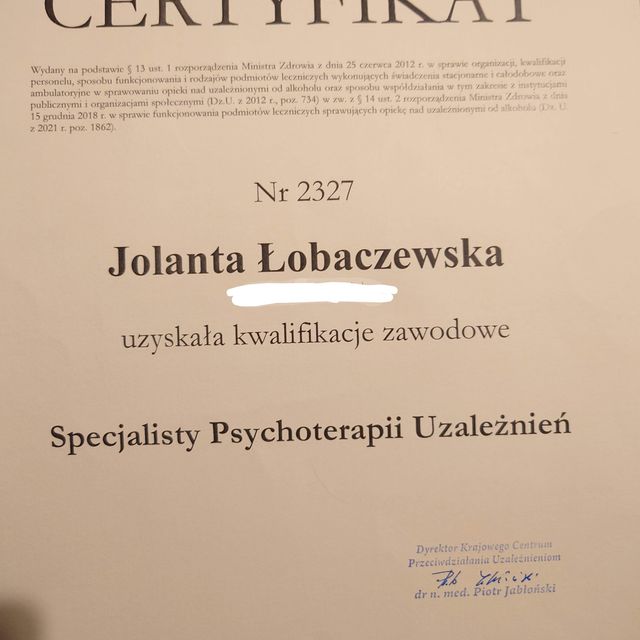 CERTYFIKAT
Wydany na podstawie § 13 ust. 1 rozporządzenia Ministra Zdrowia z dnia 25 czerwca 2012 r. w sprawie organizacji, kwalifikacji
personelu, sposobu funkcjonowania i rodzajów podmiotów leczniczych wykonujących świadczenia stacjonarne i całodobowe oraz
ambulatoryjne w sprawowaniu opieki nad uzależnionymi od alkoholu oraz sposobu współdziałania w tym zakresie z instytucjami
publicznymi i organizacjami społecznymi (Dz.U. z 2012 r., poz. 734) w zw. z § 14 ust. 2 rozporządzenia Ministra Zdrowia z dnia
15 grudnia 2018 r. w sprawie funkcjonowania podmiotów leczniczych sprawujących opiekę nad uzależnionymi od alkoholu (Dz. U.
z 2021 r. poz. 1862).
Nr 2327
Jolanta Łobaczewska
uzyskała kwalifikacje zawodowe
Specjalisty Psychoterapii Uzależnień
Dyrektor Krajowego Centrum
Przeciwdziałania Uzależnieniom
dr n. med. Piotr Jabłoński